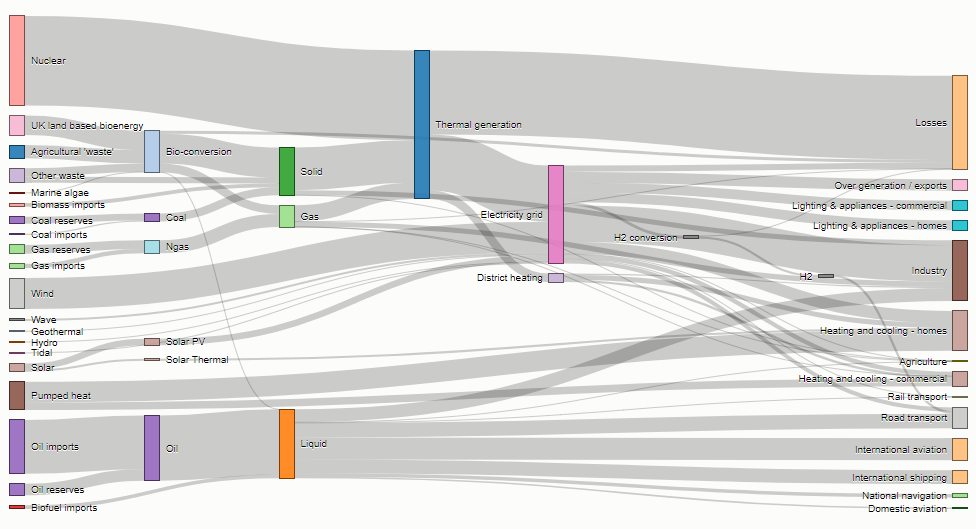 Nuclear
UK land based bioenergy
Agricultural 'waste'
Other waste
Marine algae
Biomass imports
Coal reserves
Coal imports
Gas reserves
Gas imports
Wind
Wave
Geothermal
Hydro
Tidal
Solar
Pumped heat
Oil imports
Oil reserves
Biofuel imports
Bio-conversion
Coal
Ngas
Solar PV
Solar Thermal
Oil
Solid
Gas
Liquid
Thermal generation
Electricity grid
District heating
H2 conversion
H2
Losses
Over generation / exports
Lighting & appliances - commercial
Lighting & appliances - homes
Industry
Heating and cooling - homes
Agriculture
Heating and cooling - commercial
Rail transport
Road transport
International aviation
International shipping
National navigation
Domestic aviation